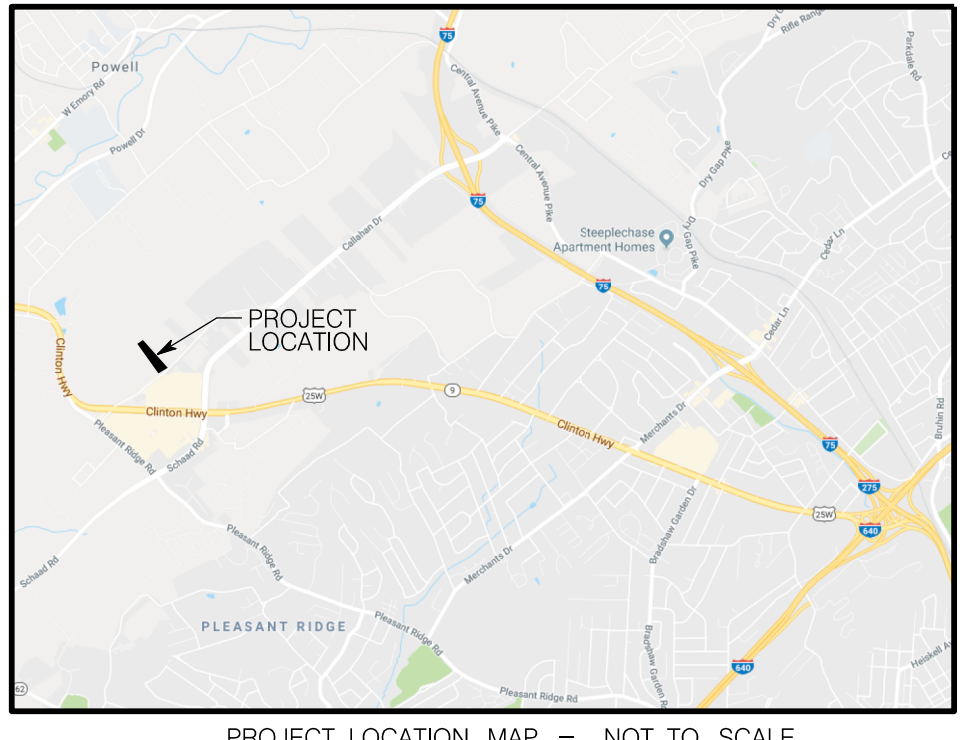 75
Powell
W Emory Rd
Powell Dr
Central Avenue Pike
Central Avenue Pike
Dry Gap
Rifle Rang
Parkdale Rd
Dry Gap Pike
Dry Gap Pike
75
Callahan Dr
Steeplechase
Apartment Homes
Cedar Ln
Cedar Ln
75
PROJECT
LOCATION
Clinton Hwy
25W
9
Clinton Hwy
Clinton Hwy
Merchants Dr
Bruhin Rd
Pleasant Ridge Rd
Schaad Rd
75
275
25W
640
Bradshaw Garden Dr
Pleasant Ridge Rd
Merchants Dr
Schaad Rd
PLEASANT RIDGE
Pleasant Ridge Rd
Bradshaw Garden Rd
Heiskell A
640
62
Pleasant Ridge Rd
PROJECT LOCATION MAP – NOT TO SCALE